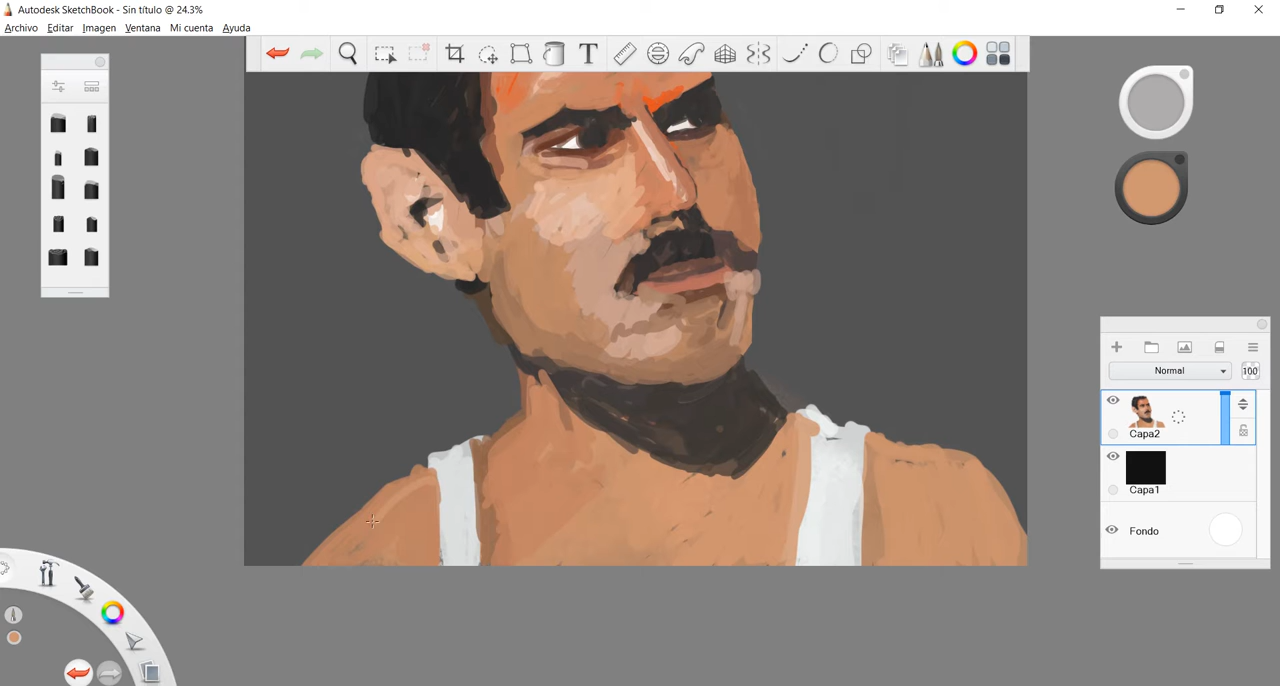 Autodesk SketchBook - Sin título @ 24.3%
Archivo Editar Imagen Ventana Mi cuenta Ayuda
T
Normal
100
Capa2
Capa1
Fondo